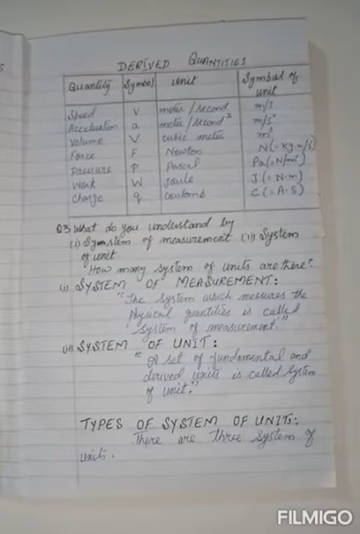 DERIVED QUANTITIES
Quantity Symbol Unit Symbol of unit
Speed V meter/second m/s
Acceleration a meter/second² m/s²
Volume V cubic meter m³
Force F Newton N(=Kg.m/s²
Pressure P Pascal Pa(=N/m²)
Work W Joule J(=N.m)
Charge q coulomb C(=A.S)
Q3 What do you understand by
(i) System of measurement (ii) System
of unit
How many system of units are there?
(i) SYSTEM OF MEASUREMENT:
"The System which measures the
Physical quantities is called
"System of measurement."
(ii) SYSTEM OF UNIT:
"A set of fundamental and
derived units is called System
of unit."
TYPES OF SYSTEM OF UNITS:
There are three System of
units.
FILMIGO